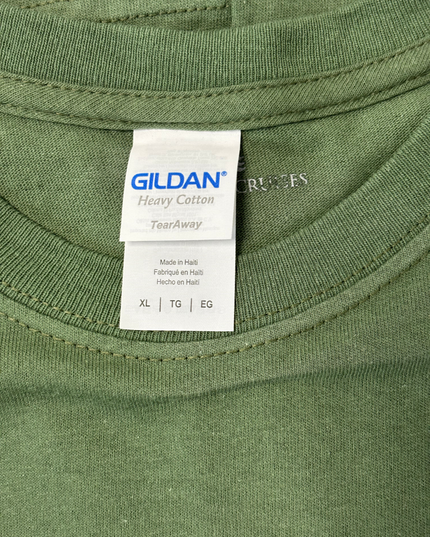 GILDAN®
Heavy Cotton
TearAway
Made in Haiti
Fabriqué en Haïti
Hecho en Haití
XL | TG | EG